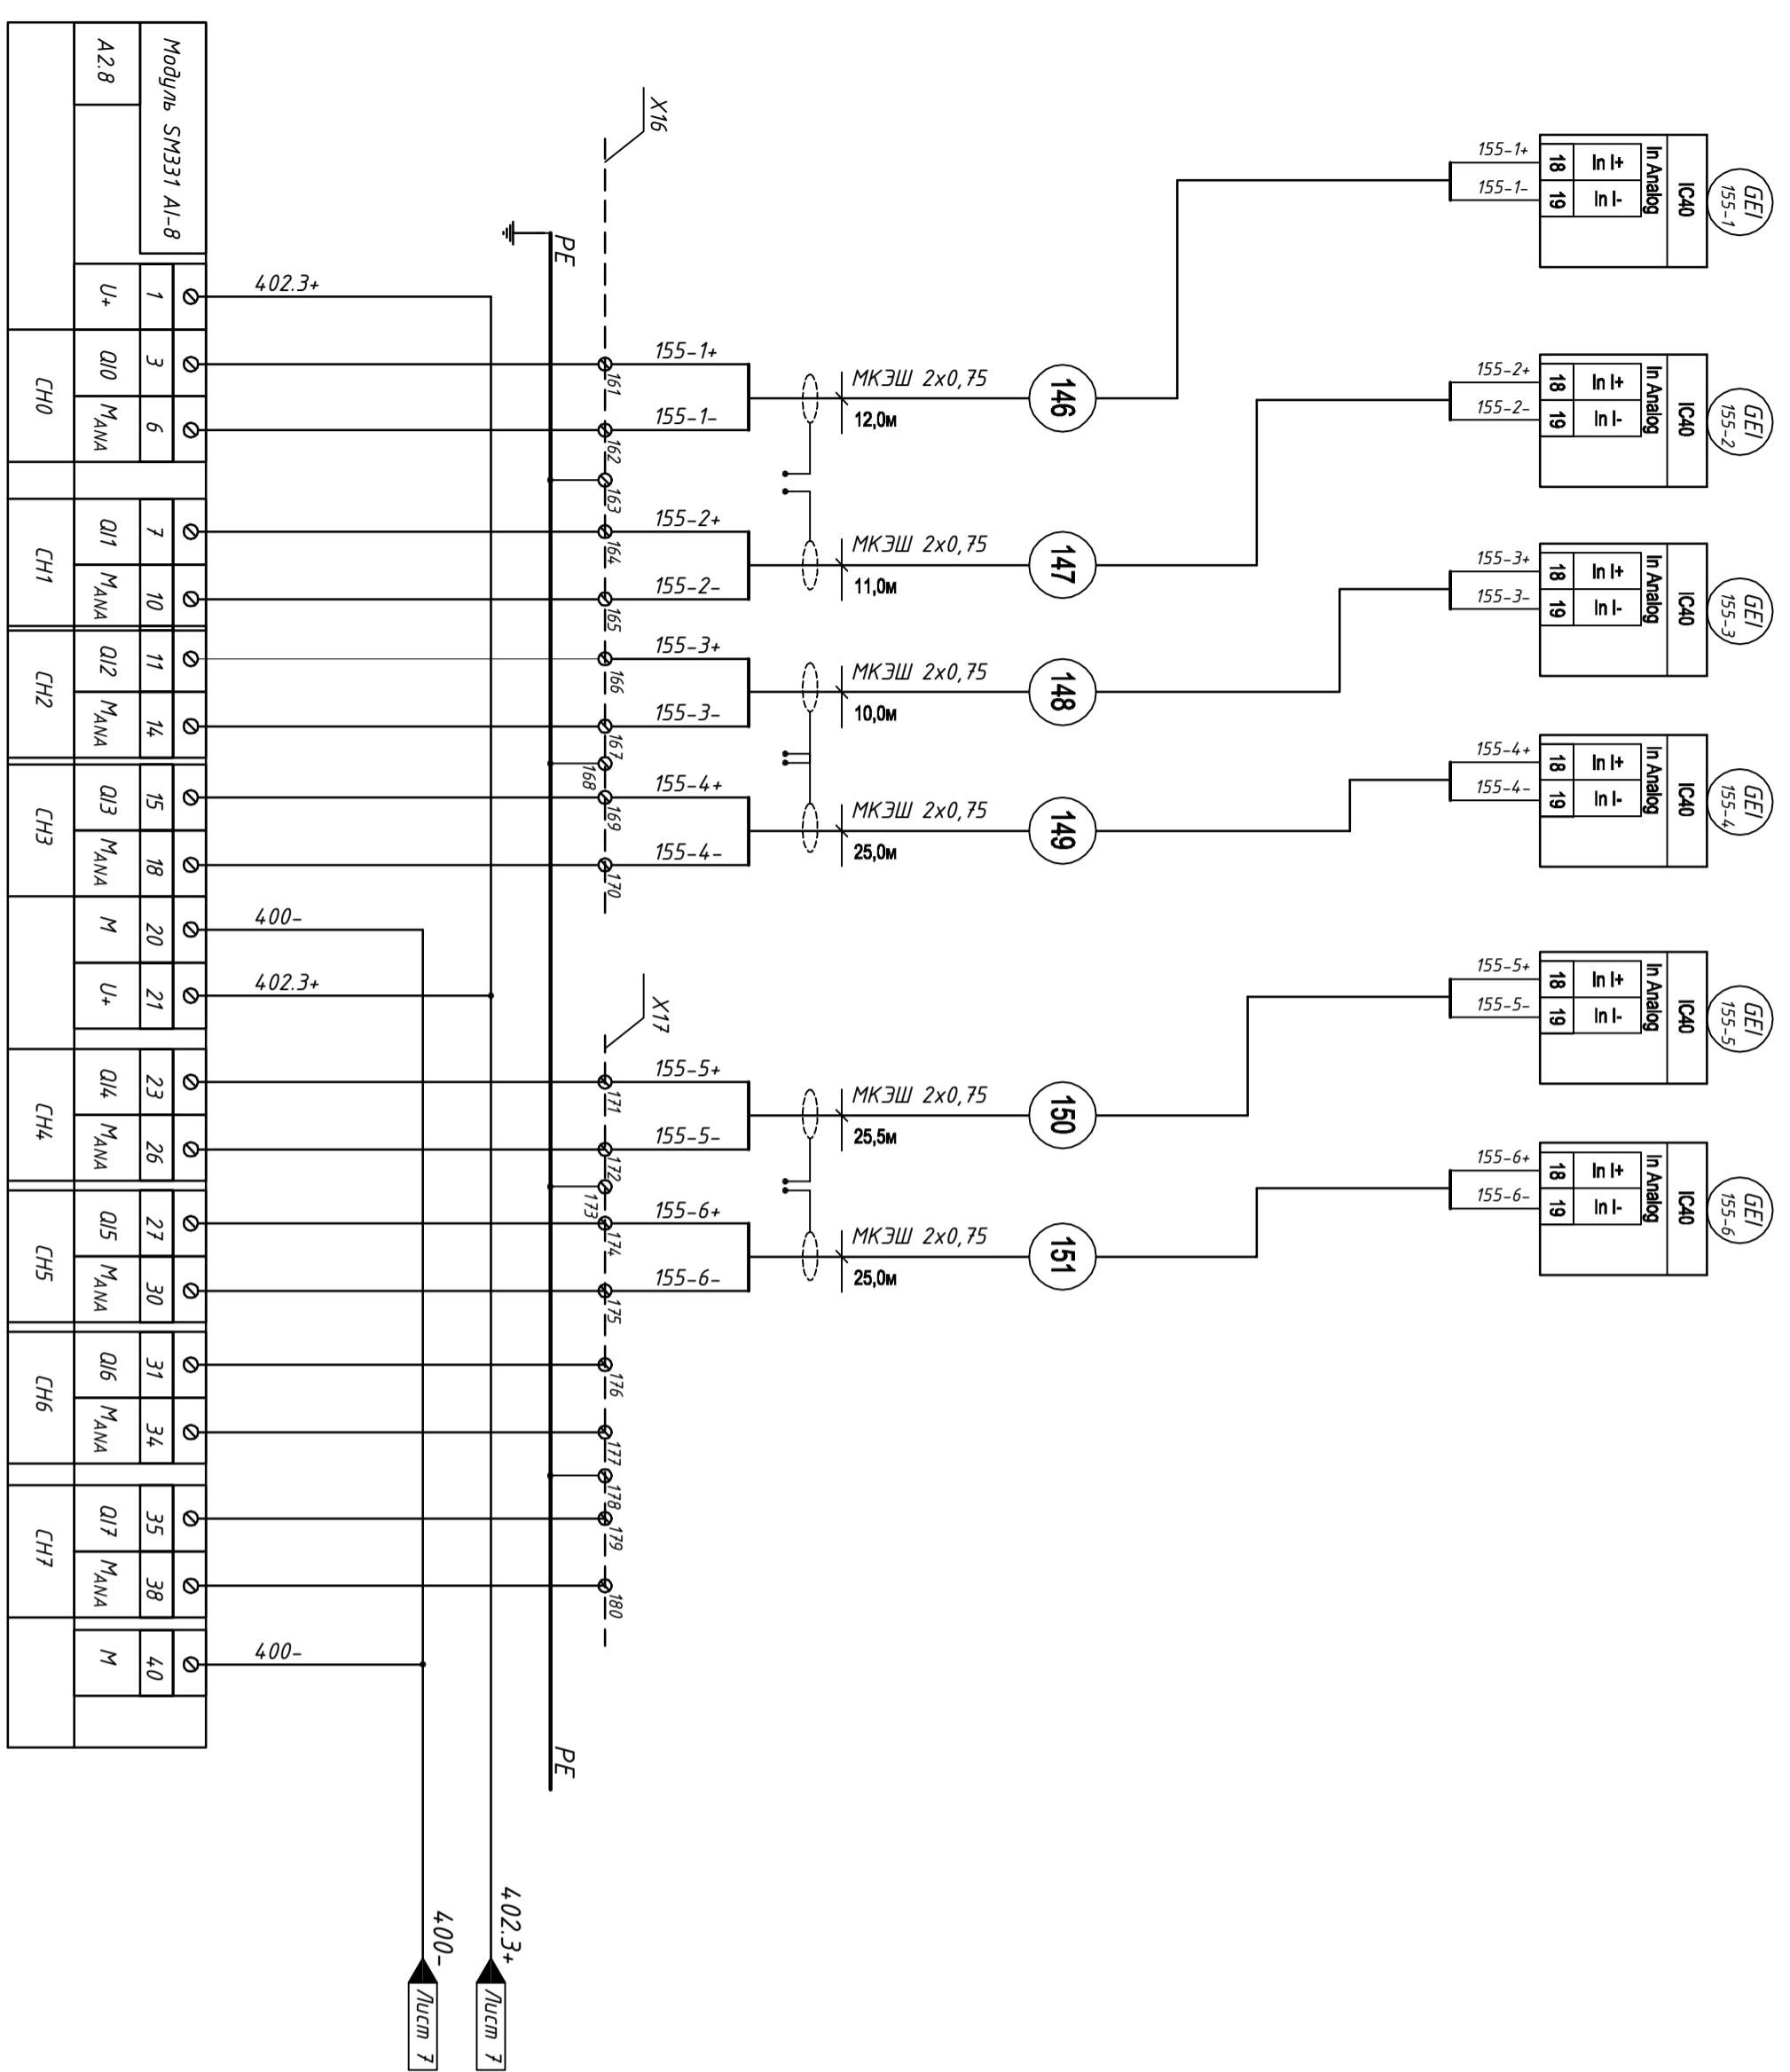 Модуль SM331 AI-8
A2.8
1
U+
402.3+
3
QI0
6
MANA
CH0
7
QI1
10
MANA
CH1
11
QI2
14
MANA
CH2
15
QI3
18
MANA
CH3
20
M
400-
21
U+
402.3+
23
QI4
26
MANA
CH4
27
QI5
30
MANA
CH5
31
QI6
34
MANA
CH6
35
QI7
38
MANA
CH7
40
M
400-
400-
Лист 7
402.3+
Лист 7
PE
PE
X16
161
162
163
164
165
166
167
168
169
170
X17
171
172
173
174
175
176
177
178
179
180
155-1+
155-1-
МКЭШ 2x0,75
12,0м
146
155-2+
155-2-
МКЭШ 2x0,75
11,0м
147
155-3+
155-3-
МКЭШ 2x0,75
10,0м
148
155-4+
155-4-
МКЭШ 2x0,75
25,0м
149
155-5+
155-5-
МКЭШ 2x0,75
25,5м
150
155-6+
155-6-
МКЭШ 2x0,75
25,0м
151
GEI
155-1
IC40
In Analog
In I+
In I-
18
19
155-1+
155-1-
GEI
155-2
IC40
In Analog
In I+
In I-
18
19
155-2+
155-2-
GEI
155-3
IC40
In Analog
In I+
In I-
18
19
155-3+
155-3-
GEI
155-4
IC40
In Analog
In I+
In I-
18
19
155-4+
155-4-
GEI
155-5
IC40
In Analog
In I+
In I-
18
19
155-5+
155-5-
GEI
155-6
IC40
In Analog
In I+
In I-
18
19
155-6+
155-6-